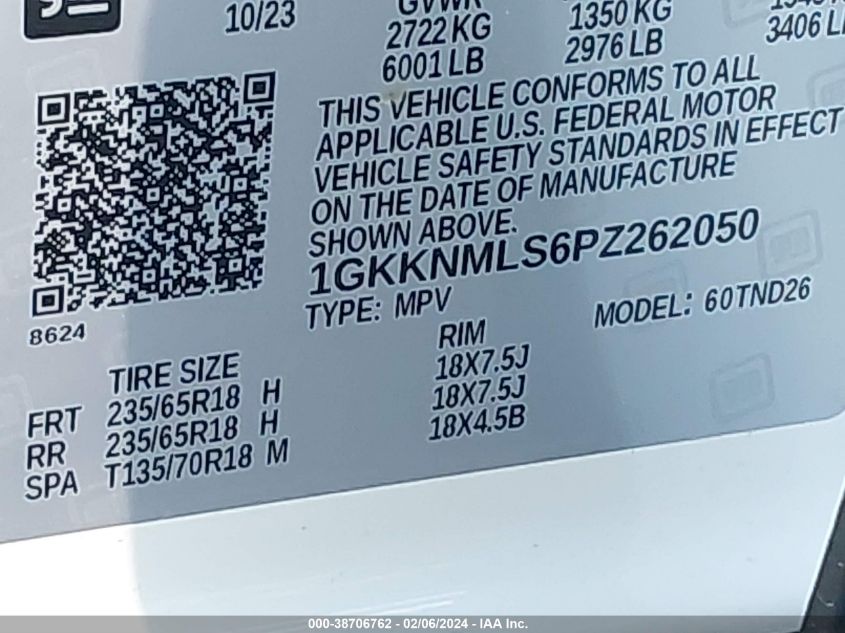 10/23 GVWR 1350 KG
2722 KG 2976 LB 3406
6001 LB
THIS VEHICLE CONFORMS TO ALL
APPLICABLE U.S. FEDERAL MOTOR
VEHICLE SAFETY STANDARDS IN EFFECT
ON THE DATE OF MANUFACTURE
SHOWN ABOVE.
1GKKNMLS6PZ262050
TYPE: MPV MODEL: 60TND26
8624
TIRE SIZE RIM
FRT 235/65R18 H 18X7.5J
RR 235/65R18 H 18X7.5J
SPA T135/70R18 M 18X4.5B
000-38706762 - 02/06/2024 - IAA Inc.